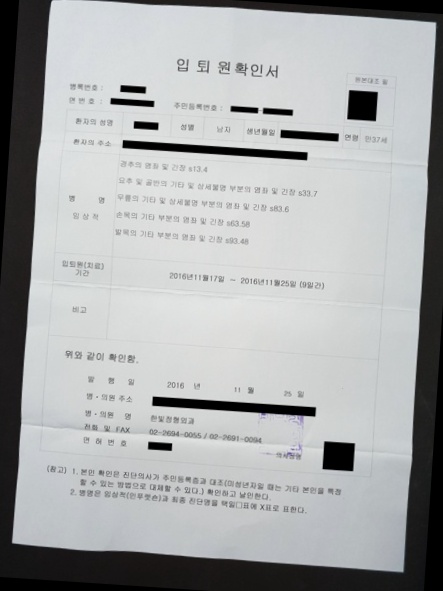 입 퇴 원확인서
원본대조 필
병록번호 :
연 번 호 :
주민등록번호 : -
환자의 성명 성별 남자 생년월일 연령 만37세
환자의 주소
병 명
임 상 적
경추의 염좌 및 긴장 s13.4
요추 및 골반의 기타 및 상세불명 부분의 염좌 및 긴장 s33.7
무릎의 기타 및 상세불명 부분의 염좌 및 긴장 s83.6
손목의 기타 부분의 염좌 및 긴장 s63.58
발목의 기타 부분의 염좌 및 긴장 s93.48
입퇴원(치료)
기간
2016년11월17일 ~ 2016년11월25일 (9일간)
비고
위와 같이 확인함.
발 행 일 2016 년 11 월 25 일
병·의원 주소
병·의원 명 한빛정형외과
전화 및 FAX 02-2694-0055 / 02-2691-0094
면 허 번 호 의사성명
(참고) 1. 본인 확인은 진단의사가 주민등록증과 대조(미성년자일 때는 기타 본인을 특정
할 수 있는 방법으로 대체할 수 있다.) 확인하고 날인한다.
2. 병명은 임상적(인푸렛숀)과 최종 진단명을 택일□표에 X표로 표한다.